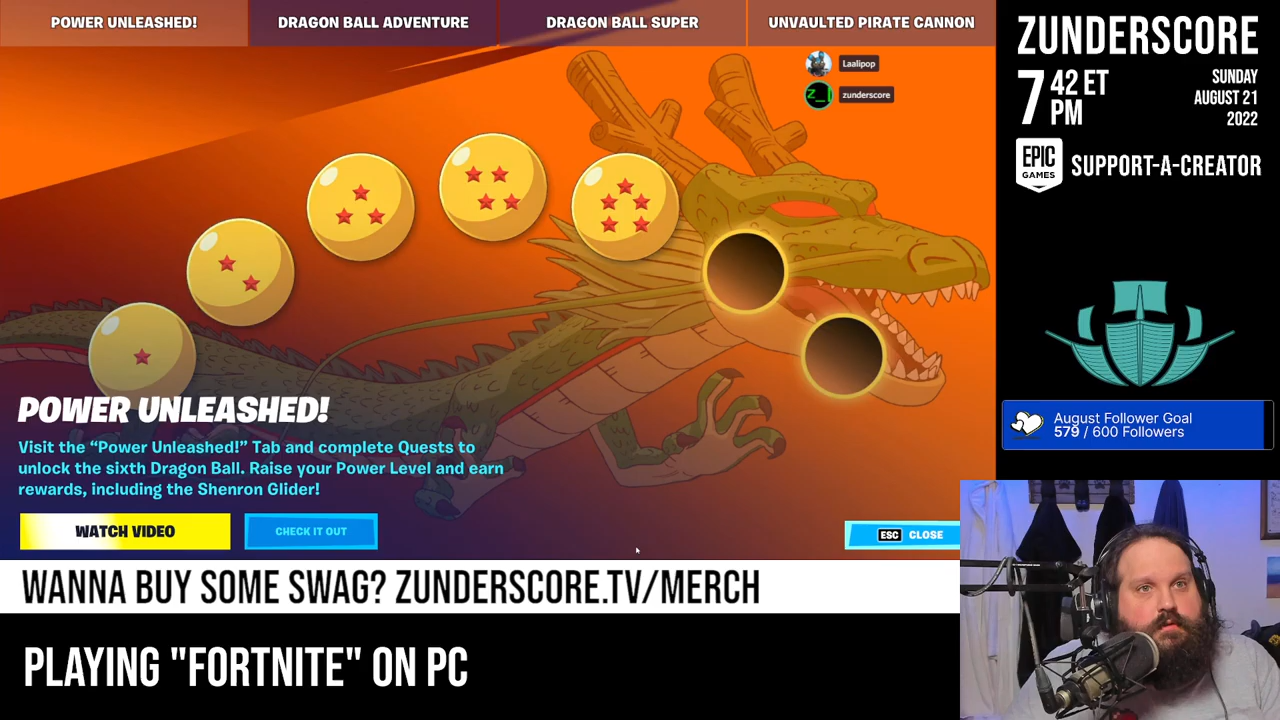 POWER UNLEASHED!
DRAGON BALL ADVENTURE
DRAGON BALL SUPER
UNVAULTED PIRATE CANNON
Laalipop
zunderscore
POWER UNLEASHED!
Visit the “Power Unleashed!” Tab and complete Quests to
unlock the sixth Dragon Ball. Raise your Power Level and earn
rewards, including the Shenron Glider!
WATCH VIDEO
CHECK IT OUT
ESC CLOSE
ZUNDERSCORE
7 42 ET
PM
SUNDAY
AUGUST 21
2022
EPIC
GAMES
SUPPORT-A-CREATOR
August Follower Goal
579 / 600 Followers
WANNA BUY SOME SWAG? ZUNDERSCORE.TV/MERCH
PLAYING "FORTNITE" ON PC